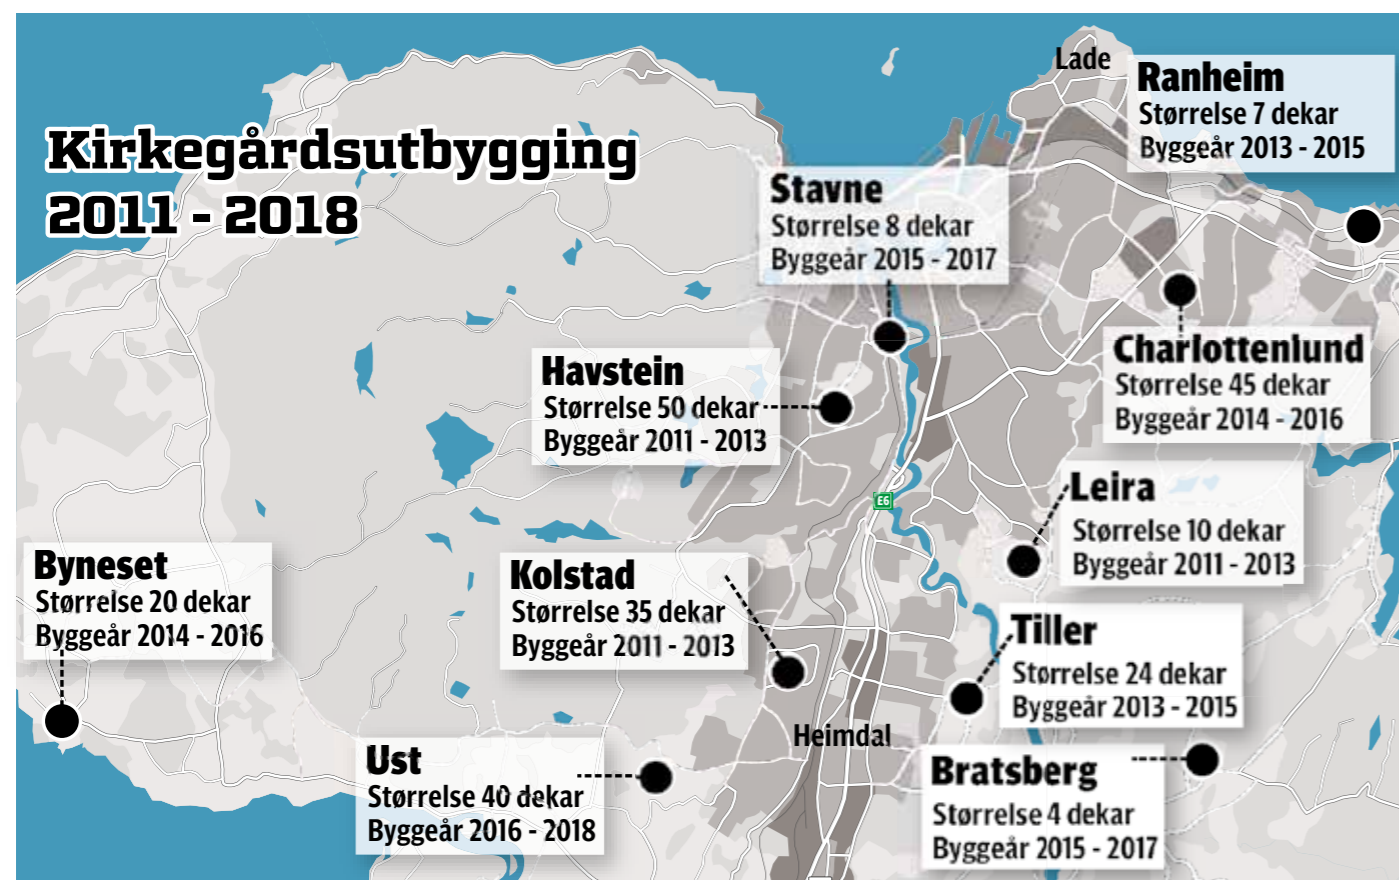 Kirkegårdsutbygging
2011 - 2018
Lade
Ranheim
Størrelse 7 dekar
Byggeår 2013 - 2015
Stavne
Størrelse 8 dekar
Byggeår 2015 - 2017
Charlottenlund
Størrelse 45 dekar
Byggeår 2014 - 2016
Havstein
Størrelse 50 dekar
Byggeår 2011 - 2013
Leira
Størrelse 10 dekar
Byggeår 2011 - 2013
E6
Byneset
Størrelse 20 dekar
Byggeår 2014 - 2016
Kolstad
Størrelse 35 dekar
Byggeår 2011 - 2013
Tiller
Størrelse 24 dekar
Byggeår 2013 - 2015
Heimdal
Ust
Størrelse 40 dekar
Byggeår 2016 - 2018
Bratsberg
Størrelse 4 dekar
Byggeår 2015 - 2017